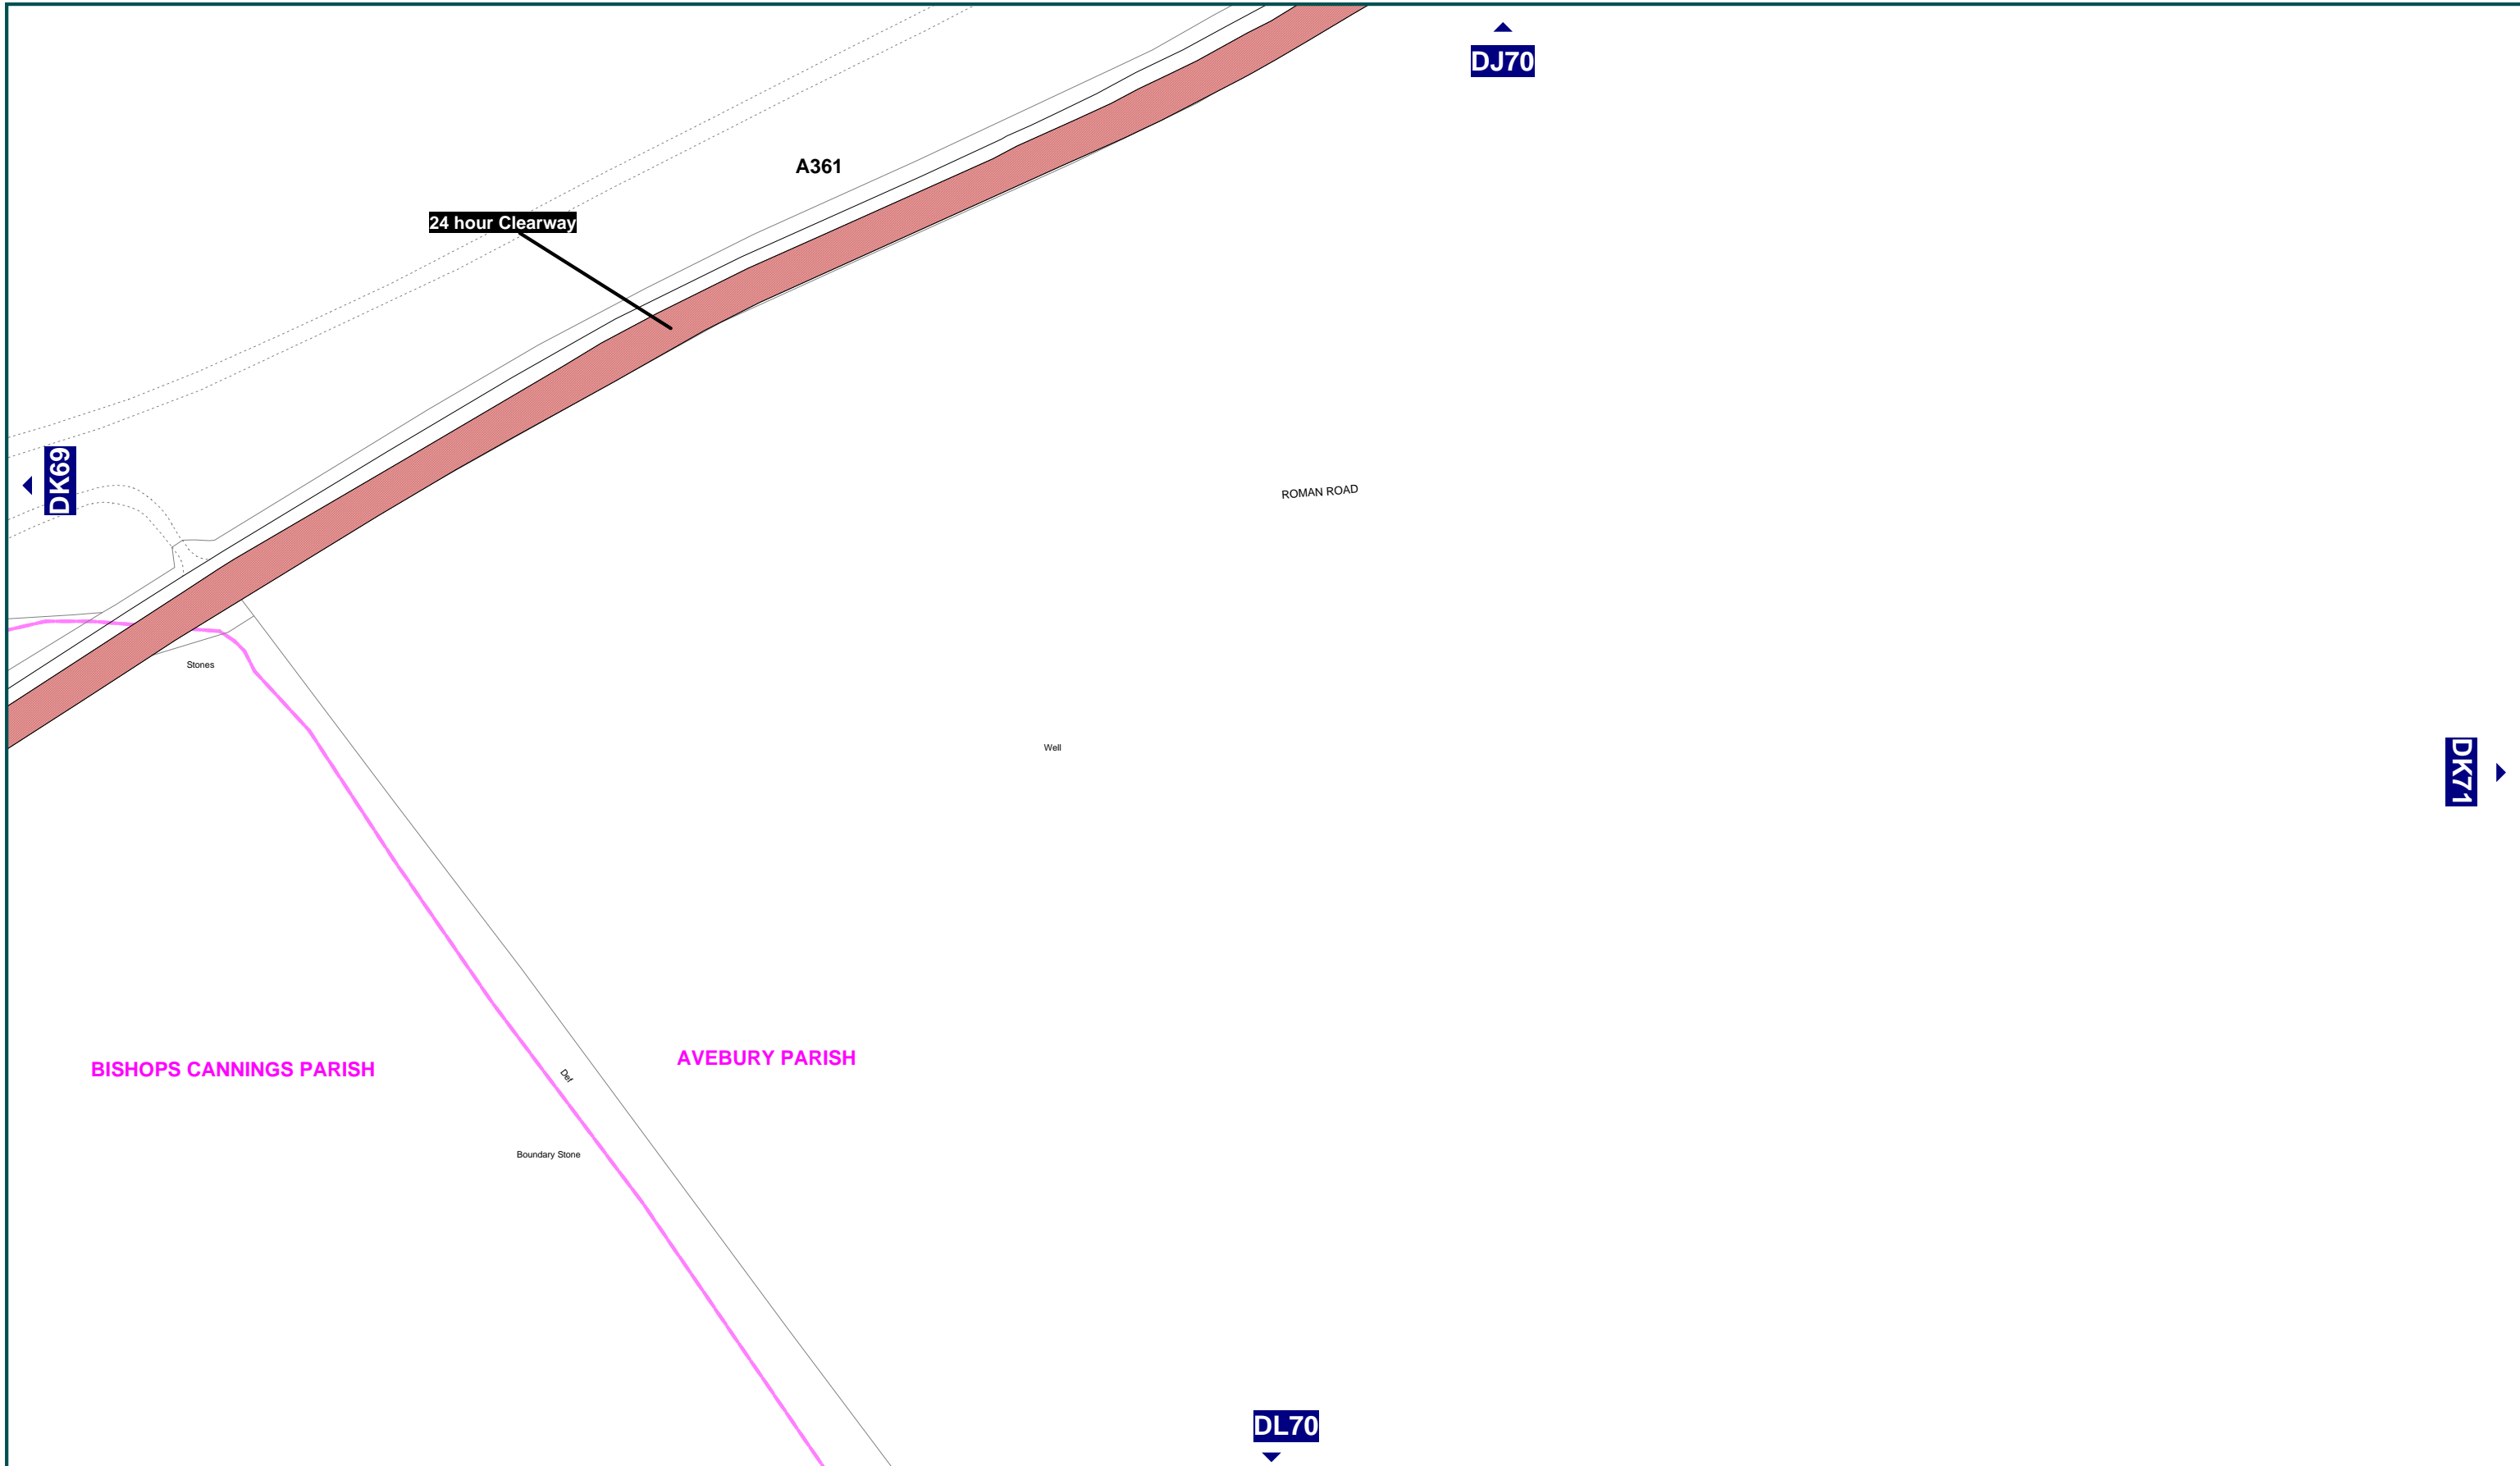 DJ70
A361
24 hour Clearway
DK69
ROMAN ROAD
Stones
Well
DK71
BISHOPS CANNINGS PARISH
AVEBURY PARISH
Def
Boundary Stone
DL70